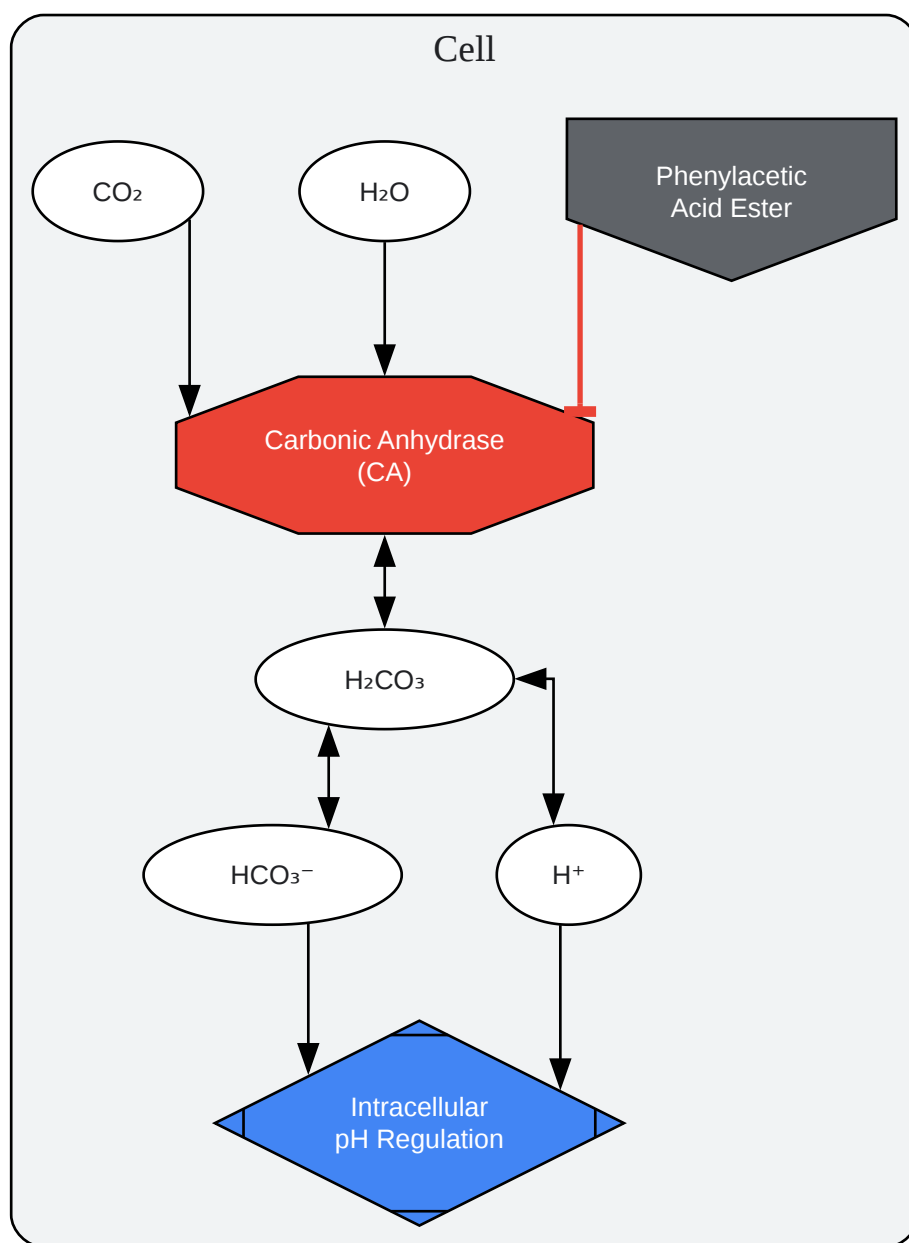 Cell
CO₂
H₂O
Phenylacetic
Acid Ester
Carbonic Anhydrase
(CA)
H₂CO₃
HCO₃⁻
H⁺
Intracellular
pH Regulation